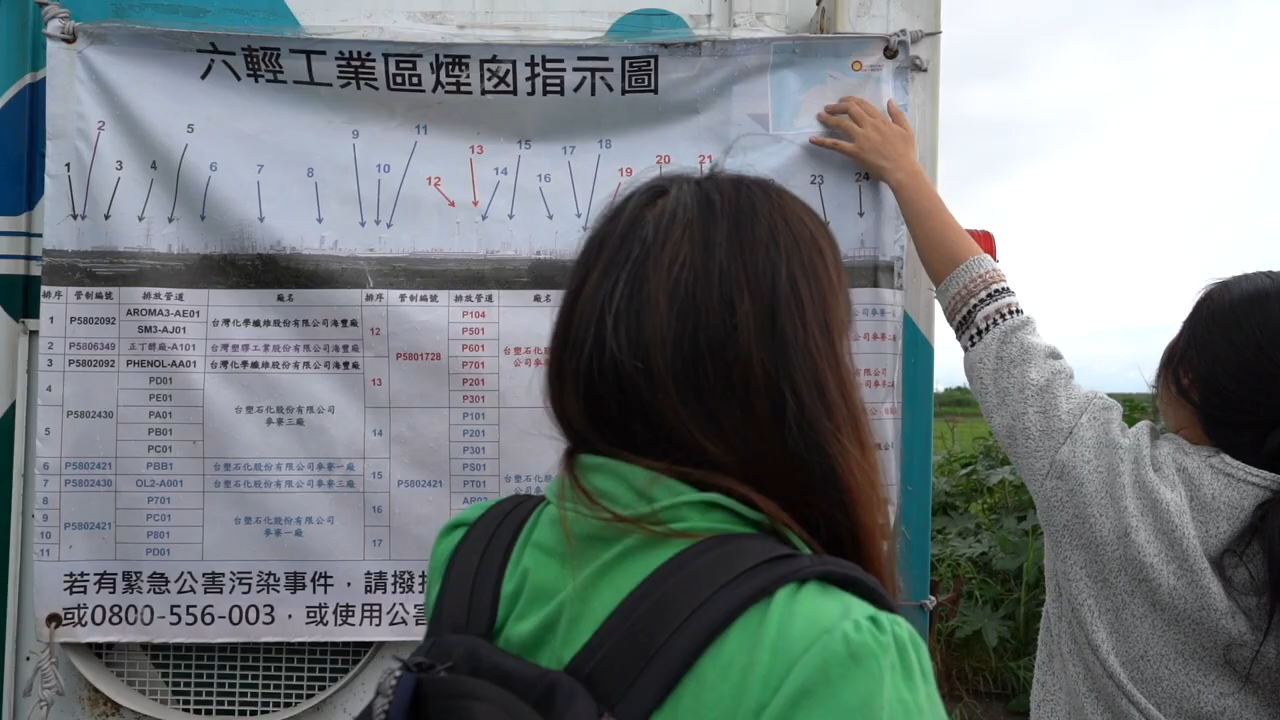 六輕工業區煙囪指示圖
1 2 3 4 5 6 7 8 9 10 11 12 13 14 15 16 17 18 19 20 21 23 24
排序 管制編號 排放管道 廠名 排序 管制編號 排放管道 廠名
1 P5802092 AROMA3-AE01 台灣化學纖維股份有限公司海豐廠
SM3-AJ01
2 P5806349 正丁醇廠-A101 台灣塑膠工業股份有限公司海豐廠
3 P5802092 PHENOL-AA01 台灣化學纖維股份有限公司海豐廠
4 P5802430 PD01 台塑石化股份有限公司
PE01 麥寮三廠
5 PA01
PB01
PC01
6 P5802421 PBB1 台塑石化股份有限公司麥寮一廠
7 P5802430 OL2-A001 台塑石化股份有限公司麥寮三廠
8 P5802421 P701 台塑石化股份有限公司
9 PC01 麥寮一廠
10 P801
11 PD01
12 P5801728 P104
P501
P601 台塑石
P701 公司麥
13 P201
P301
14 P5802421 P101
P201
P301
15 PS01
PT01 台塑石
16
17
若有緊急公害污染事件，請撥
或0800-556-003，或使用公害